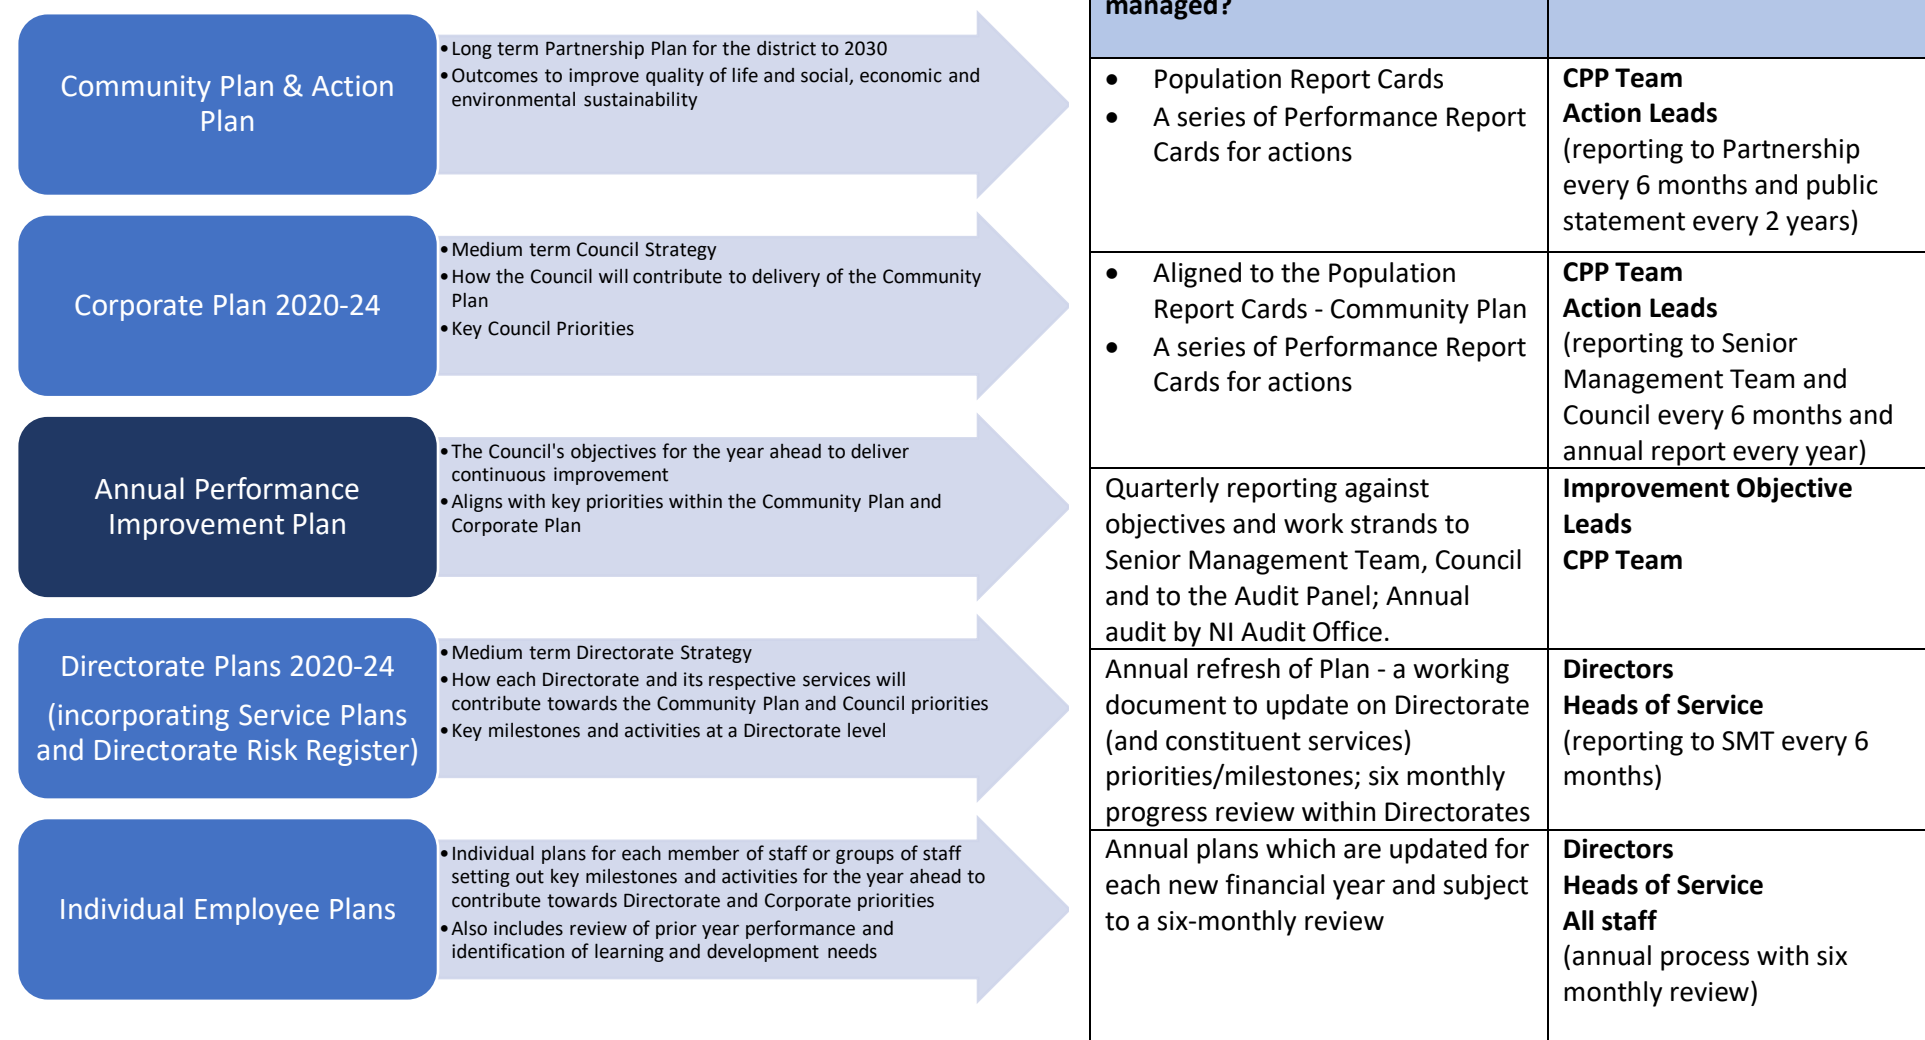 managed?
Community Plan & Action
Plan
•Long term Partnership Plan for the district to 2030
•Outcomes to improve quality of life and social, economic and
environmental sustainability
• Population Report Cards
• A series of Performance Report
Cards for actions
CPP Team
Action Leads
(reporting to Partnership
every 6 months and public
statement every 2 years)
Corporate Plan 2020-24
•Medium term Council Strategy
•How the Council will contribute to delivery of the Community
Plan
•Key Council Priorities
• Aligned to the Population
Report Cards - Community Plan
• A series of Performance Report
Cards for actions
CPP Team
Action Leads
(reporting to Senior
Management Team and
Council every 6 months and
annual report every year)
Annual Performance
Improvement Plan
•The Council's objectives for the year ahead to deliver
continuous improvement
•Aligns with key priorities within the Community Plan and
Corporate Plan
Quarterly reporting against
objectives and work strands to
Senior Management Team, Council
and to the Audit Panel; Annual
audit by NI Audit Office.
Improvement Objective
Leads
CPP Team
Directorate Plans 2020-24
(incorporating Service Plans
and Directorate Risk Register)
•Medium term Directorate Strategy
•How each Directorate and its respective services will
contribute towards the Community Plan and Council priorities
•Key milestones and activities at a Directorate level
Annual refresh of Plan - a working
document to update on Directorate
(and constituent services)
priorities/milestones; six monthly
progress review within Directorates
Directors
Heads of Service
(reporting to SMT every 6
months)
Individual Employee Plans
•Individual plans for each member of staff or groups of staff
setting out key milestones and activities for the year ahead to
contribute towards Directorate and Corporate priorities
•Also includes review of prior year performance and
identification of learning and development needs
Annual plans which are updated for
each new financial year and subject
to a six-monthly review
Directors
Heads of Service
All staff
(annual process with six
monthly review)